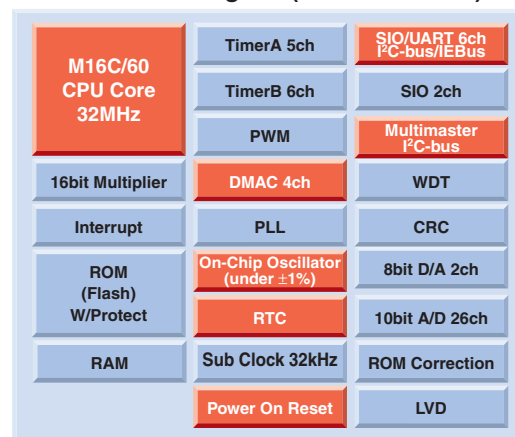 M16C/60
CPU Core
32MHz
16bit Multiplier
Interrupt
ROM
(Flash)
W/Protect
RAM
TimerA 5ch
TimerB 6ch
PWM
DMAC 4ch
PLL
On-Chip Oscillator
(under ±1%)
RTC
Sub Clock 32kHz
Power On Reset
SIO/UART 6ch
I²C-bus/IEBus
SIO 2ch
Multimaster
I²C-bus
WDT
CRC
8bit D/A 2ch
10bit A/D 26ch
ROM Correction
LVD